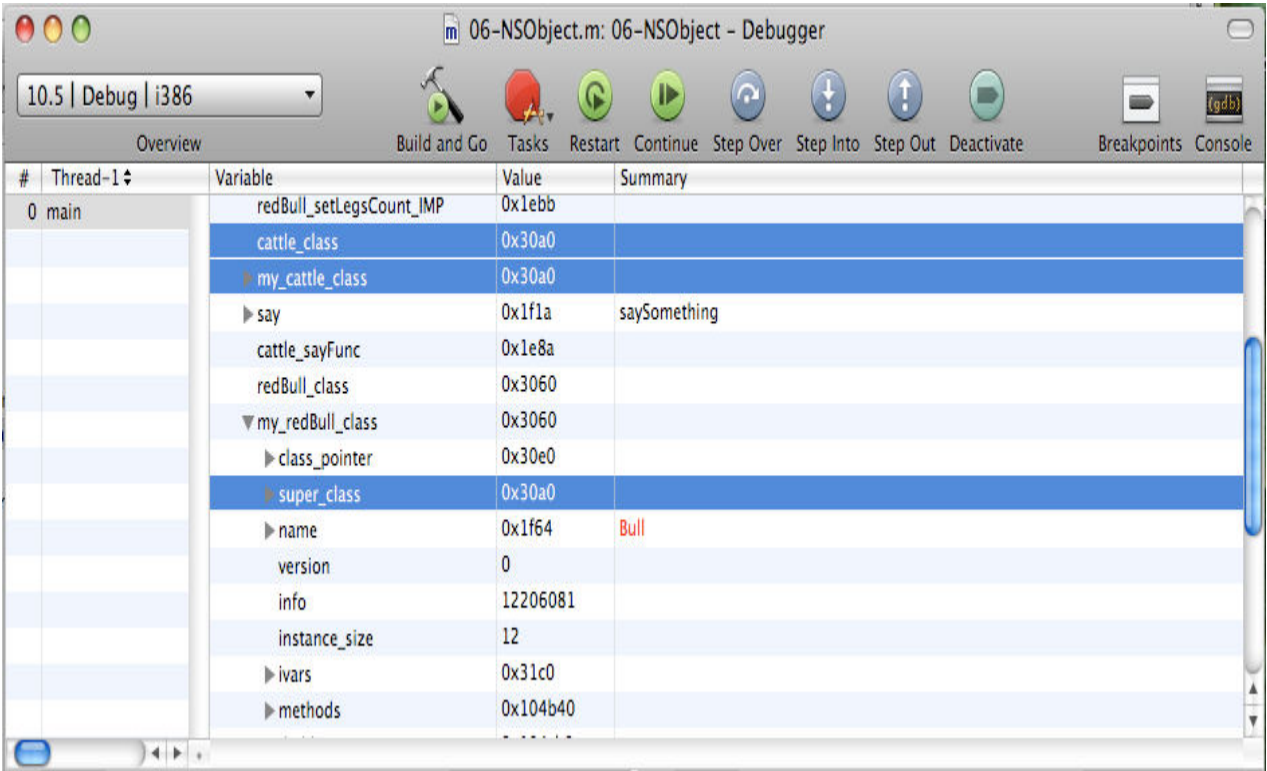 06-NSObject.m: 06-NSObject - Debugger
10.5 | Debug | i386
Overview
Build and Go Tasks Restart Continue Step Over Step Into Step Out Deactivate Breakpoints Console
(gdb)
# Thread-1 Variable Value Summary
0 main
redBull_setLegsCount_IMP 0x1ebb
cattle_class 0x30a0
my_cattle_class 0x30a0
say 0x1f1a saySomething
cattle_sayFunc 0x1e8a
redBull_class 0x3060
my_redBull_class 0x3060
class_pointer 0x30e0
super_class 0x30a0
name 0x1f64 Bull
version 0
info 12206081
instance_size 12
ivars 0x31c0
methods 0x104b40